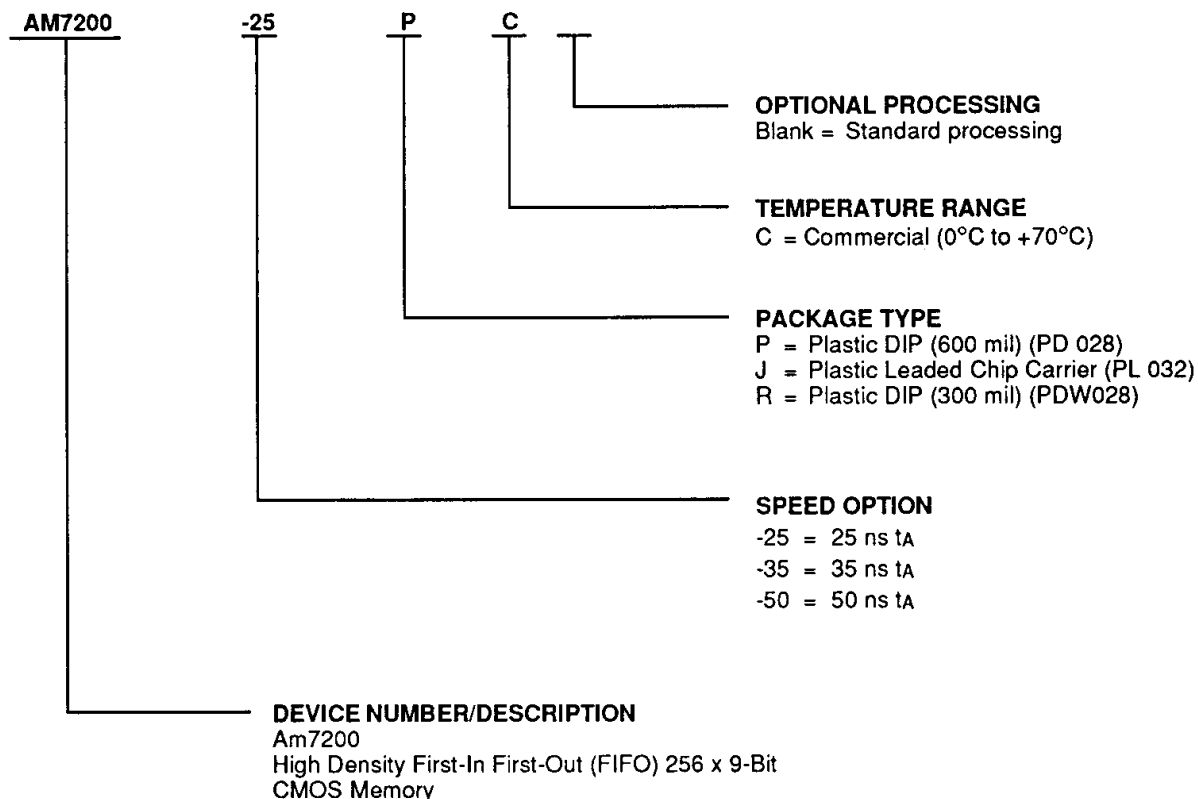 AM7200 -25 P C
OPTIONAL PROCESSING
Blank = Standard processing
TEMPERATURE RANGE
C = Commercial (0°C to +70°C)
PACKAGE TYPE
P = Plastic DIP (600 mil) (PD 028)
J = Plastic Leaded Chip Carrier (PL 032)
R = Plastic DIP (300 mil) (PDW028)
SPEED OPTION
-25 = 25 ns tA
-35 = 35 ns tA
-50 = 50 ns tA
DEVICE NUMBER/DESCRIPTION
Am7200
High Density First-In First-Out (FIFO) 256 x 9-Bit
CMOS Memory